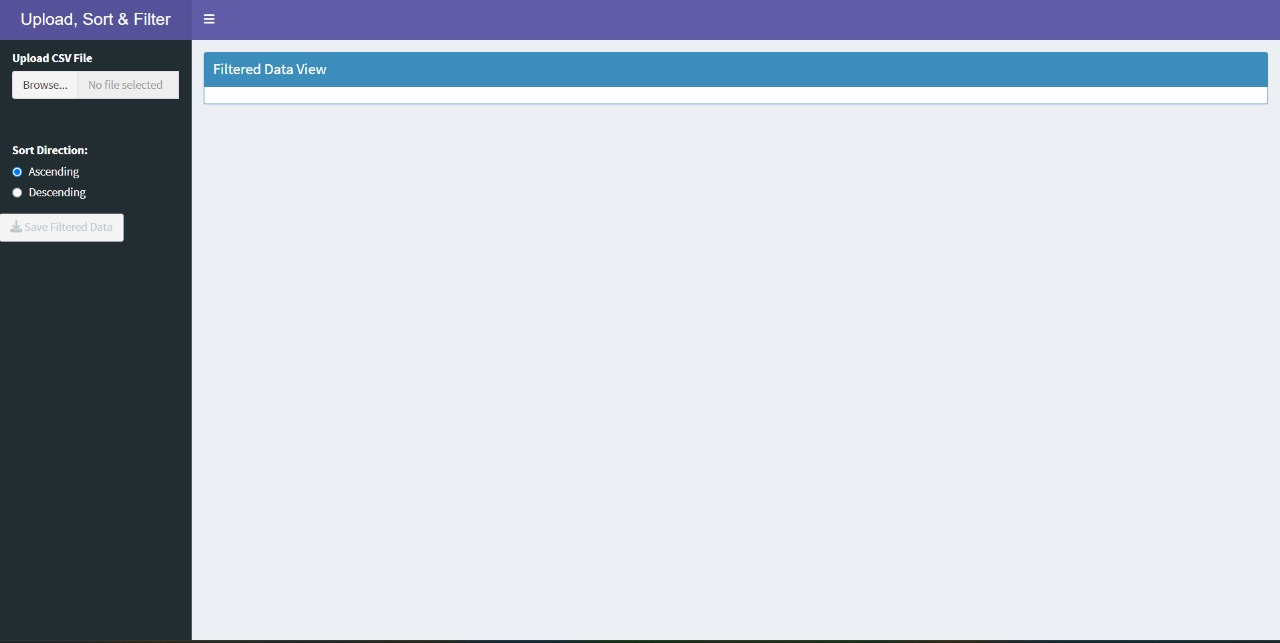 Upload, Sort & Filter
Upload CSV File
Browse... No file selected
Sort Direction:
Ascending
Descending
Save Filtered Data
Filtered Data View